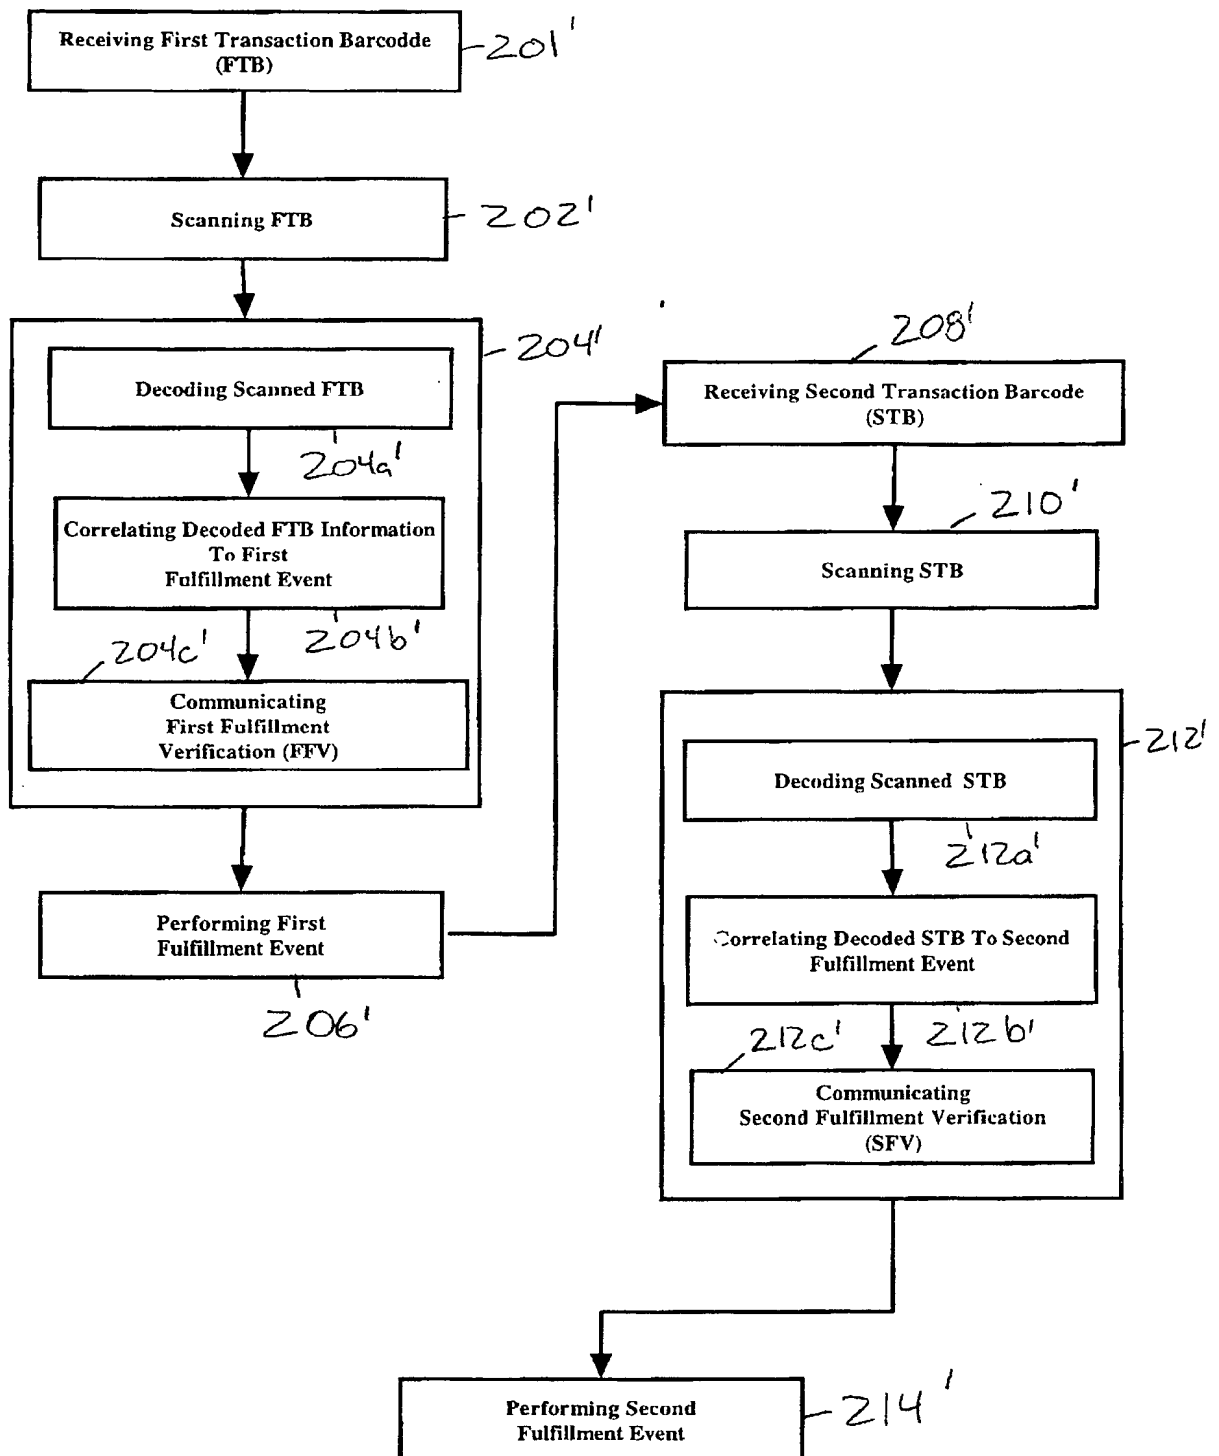 Receiving First Transaction Barcodde
(FTB)
201'
Scanning FTB
202'
204'
Decoding Scanned FTB
204a'
Correlating Decoded FTB Information
To First
Fulfillment Event
204b'
204c'
Communicating
First Fulfillment
Verification (FFV)
Performing First
Fulfillment Event
206'
208'
Receiving Second Transaction Barcode
(STB)
210'
Scanning STB
212'
Decoding Scanned STB
212a'
Correlating Decoded STB To Second
Fulfillment Event
212b'
212c'
Communicating
Second Fulfillment Verification
(SFV)
Performing Second
Fulfillment Event
214'